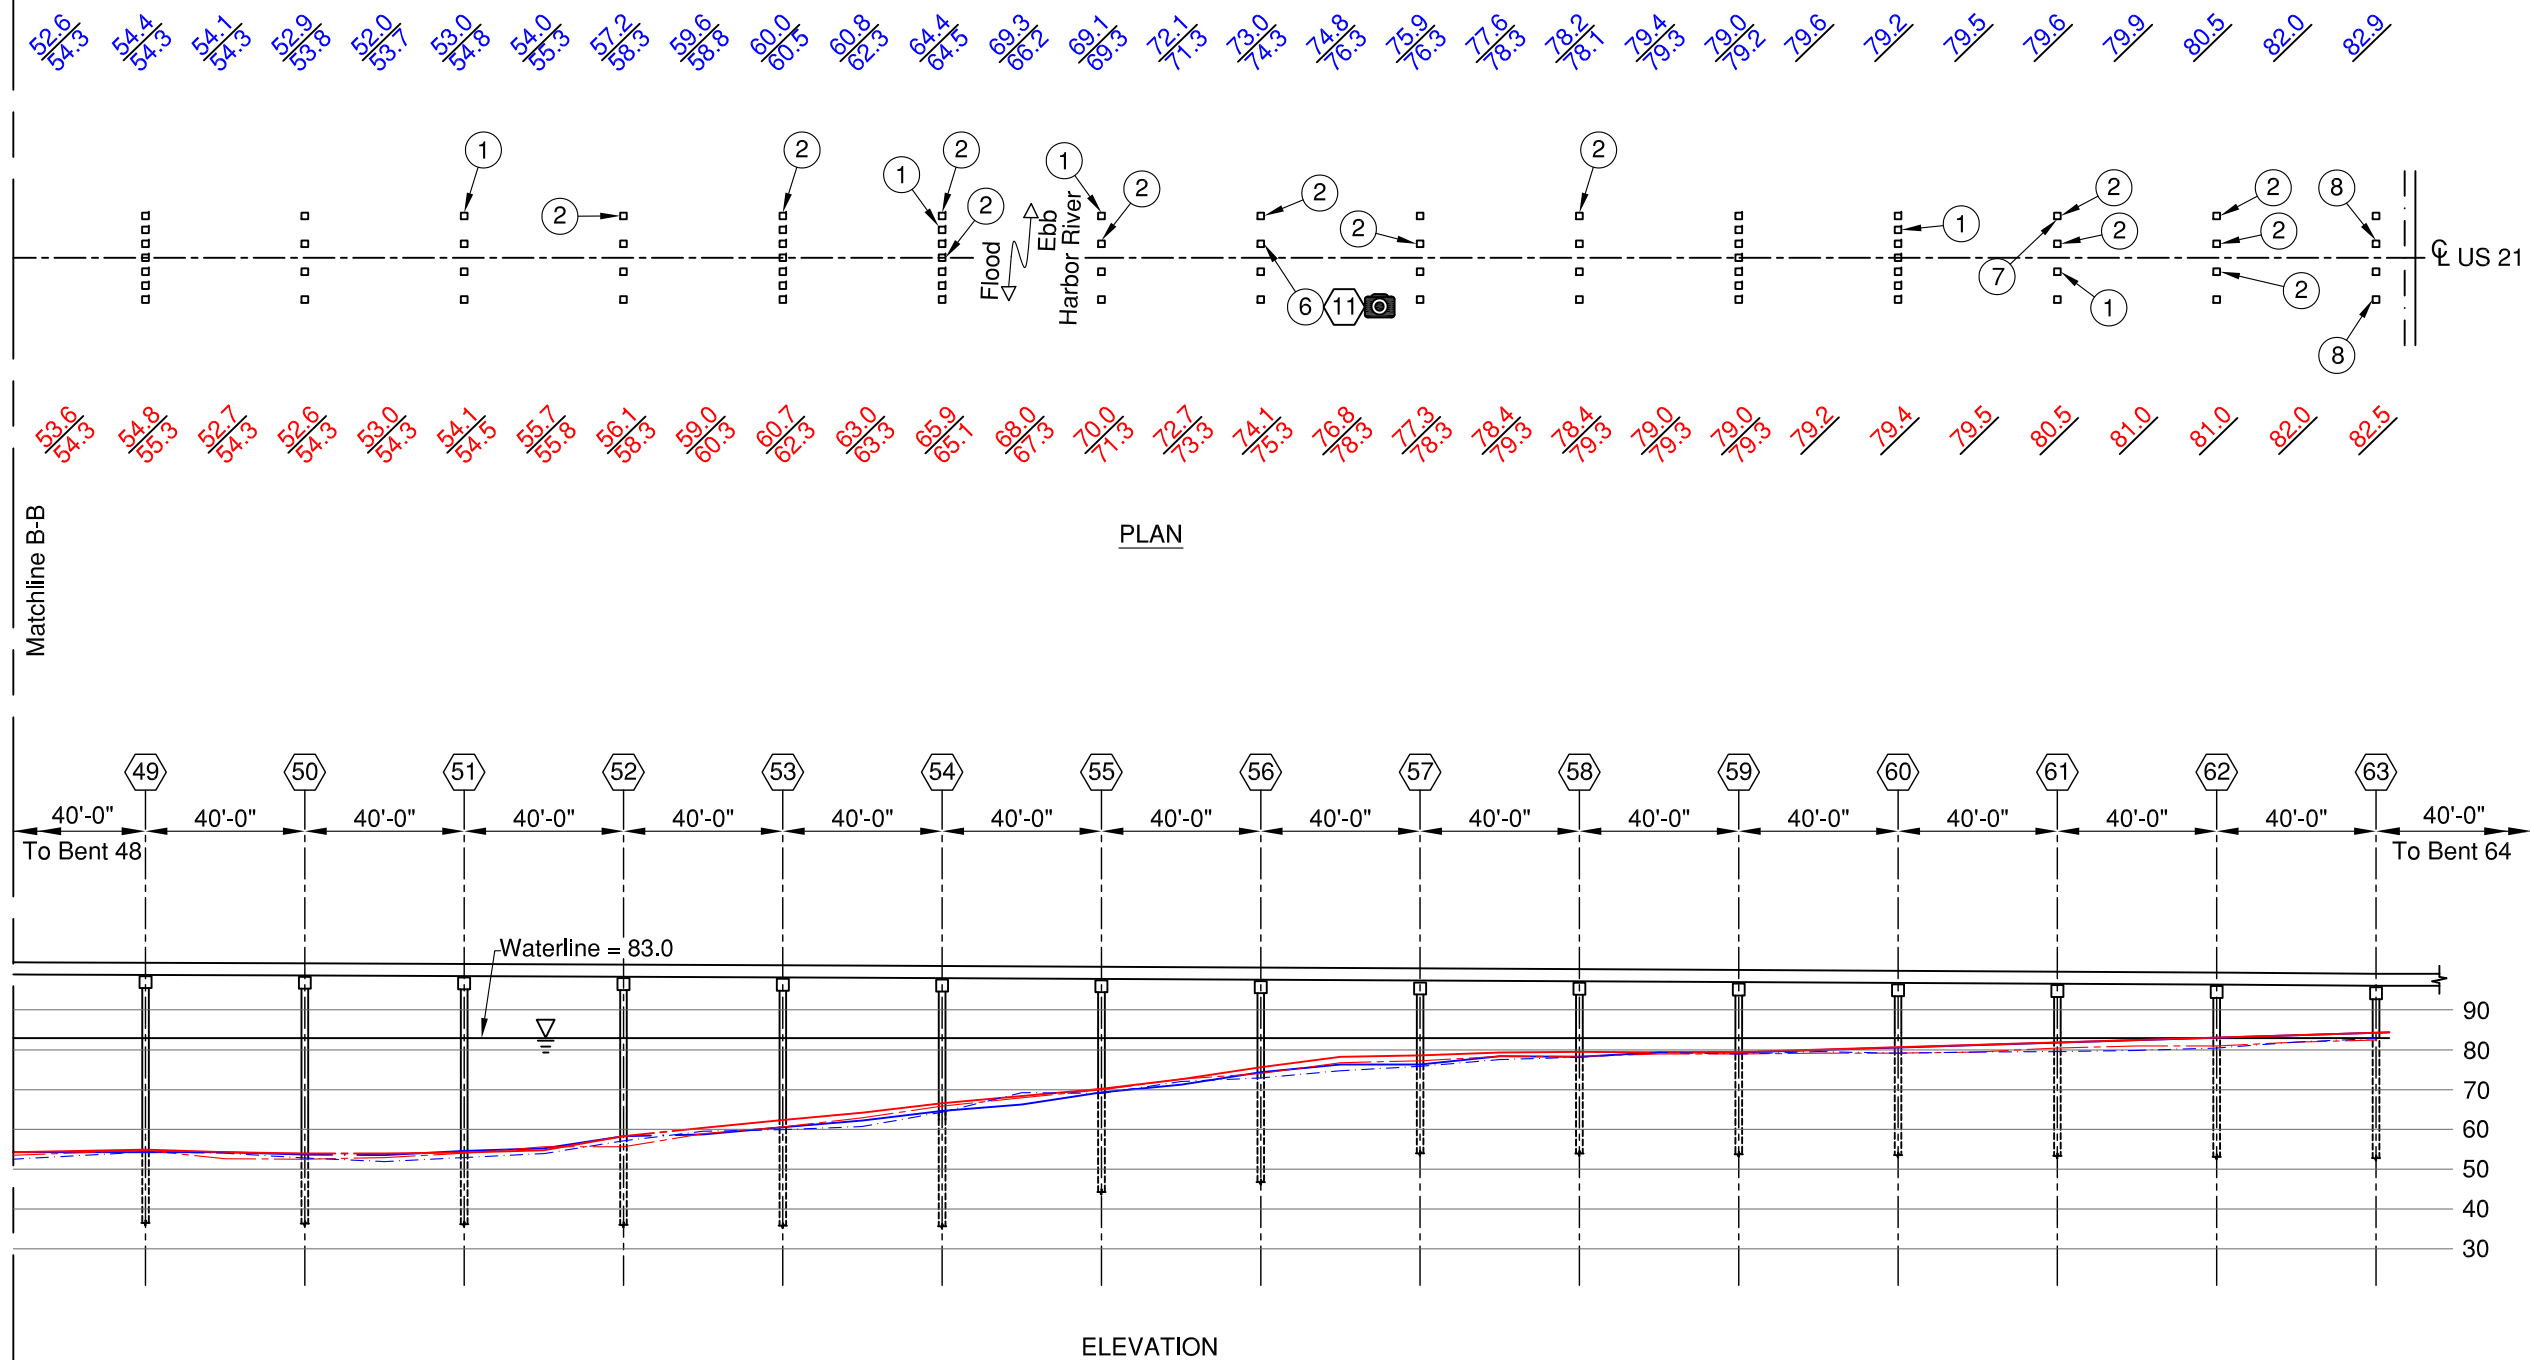 52.6 54.4 54.1 52.9 52.0 53.0 54.0 57.2 59.6 60.0 60.8 64.4 69.3 69.1 72.1 73.0 74.8 75.9 77.6 78.2 79.4 79.0 79.6 79.2 79.5 79.6 79.9 80.5 82.0 82.9
54.3 54.3 54.3 53.8 53.7 54.8 55.3 58.3 58.8 60.5 62.3 64.5 66.2 69.3 71.3 74.3 76.3 76.3 78.3 78.1 79.3 79.2
1 2 1 2 1 2 2
2 2 2 2 2 8
2 2 1 2 2
Flood
Ebb
Harbor River
℄ US 21
6 11 7 1 2
8
53.6 54.8 52.7 52.6 53.0 54.1 55.7 56.1 59.0 60.7 63.0 65.9 68.0 70.0 72.7 74.1 76.8 77.3 78.4 78.4 79.0 79.0 79.2 79.4 79.5 80.5 81.0 81.0 82.0 82.5
54.3 55.3 54.3 54.3 54.3 54.5 55.8 58.3 60.3 62.3 63.3 65.1 67.3 71.3 73.3 75.3 78.3 78.3 79.3 79.3 79.3 79.3
Matchline B-B
PLAN
49 50 51 52 53 54 55 56 57 58 59 60 61 62 63
40'-0" 40'-0" 40'-0" 40'-0" 40'-0" 40'-0" 40'-0" 40'-0" 40'-0" 40'-0" 40'-0" 40'-0" 40'-0" 40'-0" 40'-0" 40'-0"
To Bent 48
To Bent 64
Waterline = 83.0
90
80
70
60
50
40
30
ELEVATION